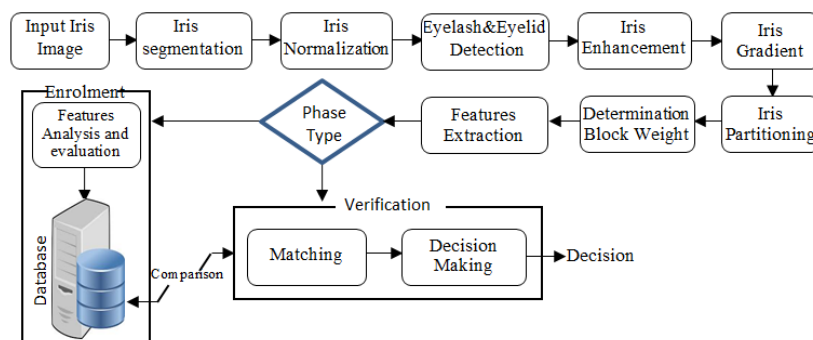 Input Iris
Image
Iris
segmentation
Iris
Normalization
Eyelash&Eyelid
Detection
Iris
Enhancement
Iris
Gradient
Iris
Partitioning
Determination
Block Weight
Features
Extraction
Phase
Type
Enrolment
Features
Analysis and
evaluation
Database
Comparison
Verification
Matching
Decision
Making
Decision